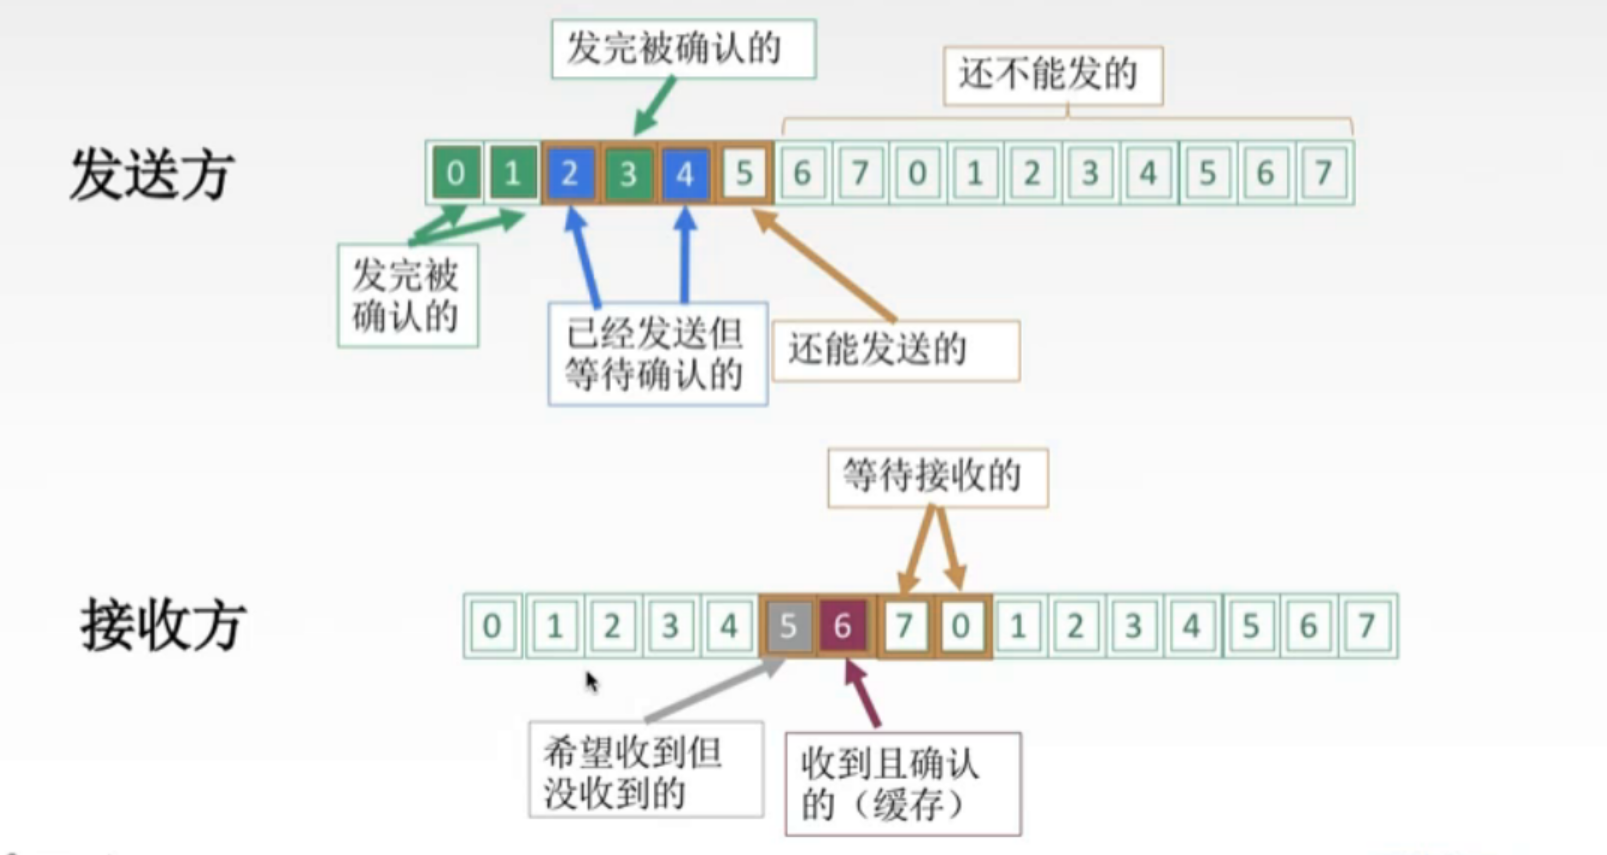 发完被确认的
还不能发的
发送方
0 1 2 3 4 5 6 7 0 1 2 3 4 5 6 7
发完被
确认的
已经发送但
等待确认的
还能发送的
等待接收的
接收方
0 1 2 3 4 5 6 7 0 1 2 3 4 5 6 7
希望收到但
没收到的
收到且确认
的（缓存）